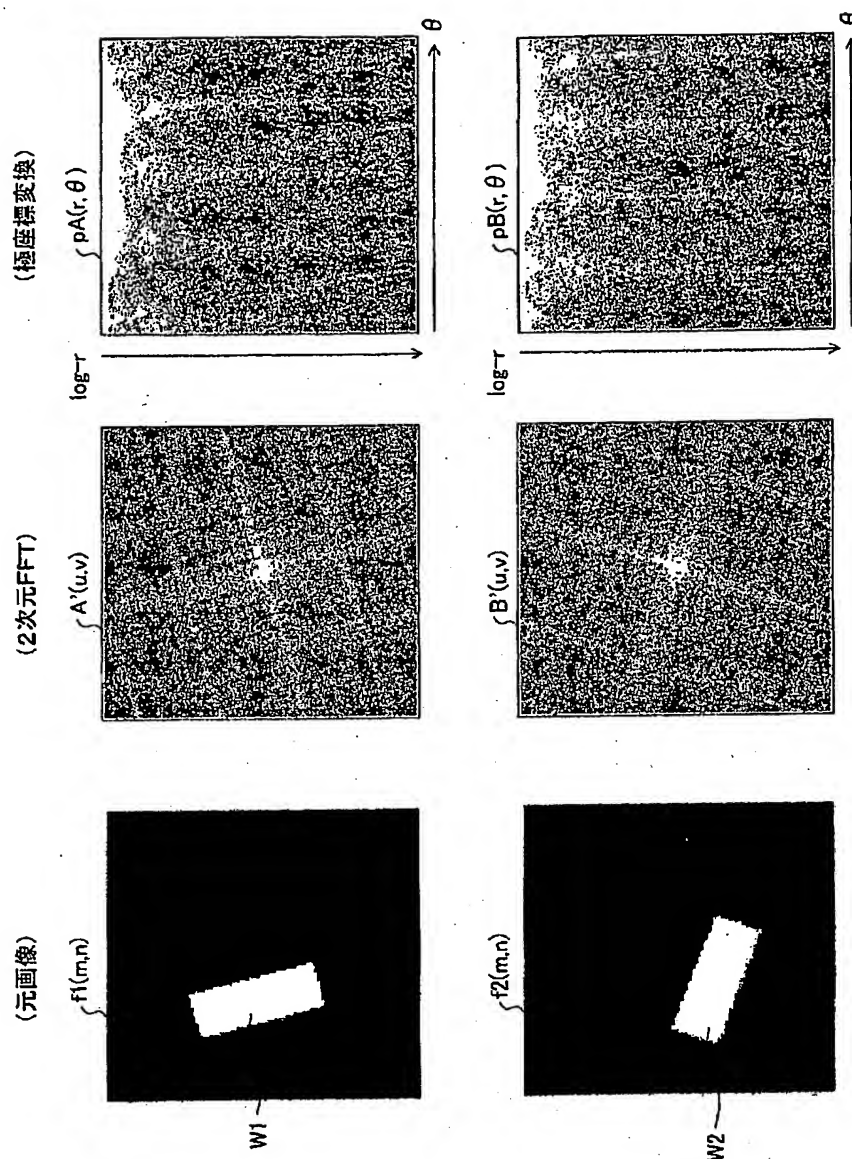 (元画像)
(2次元FFT)
(極座標変換)
f1(m,n)
A'(u,v)
pA(r,θ)
W1
log-r
θ
f2(m,n)
B'(u,v)
pB(r,θ)
W2
log-r
θ